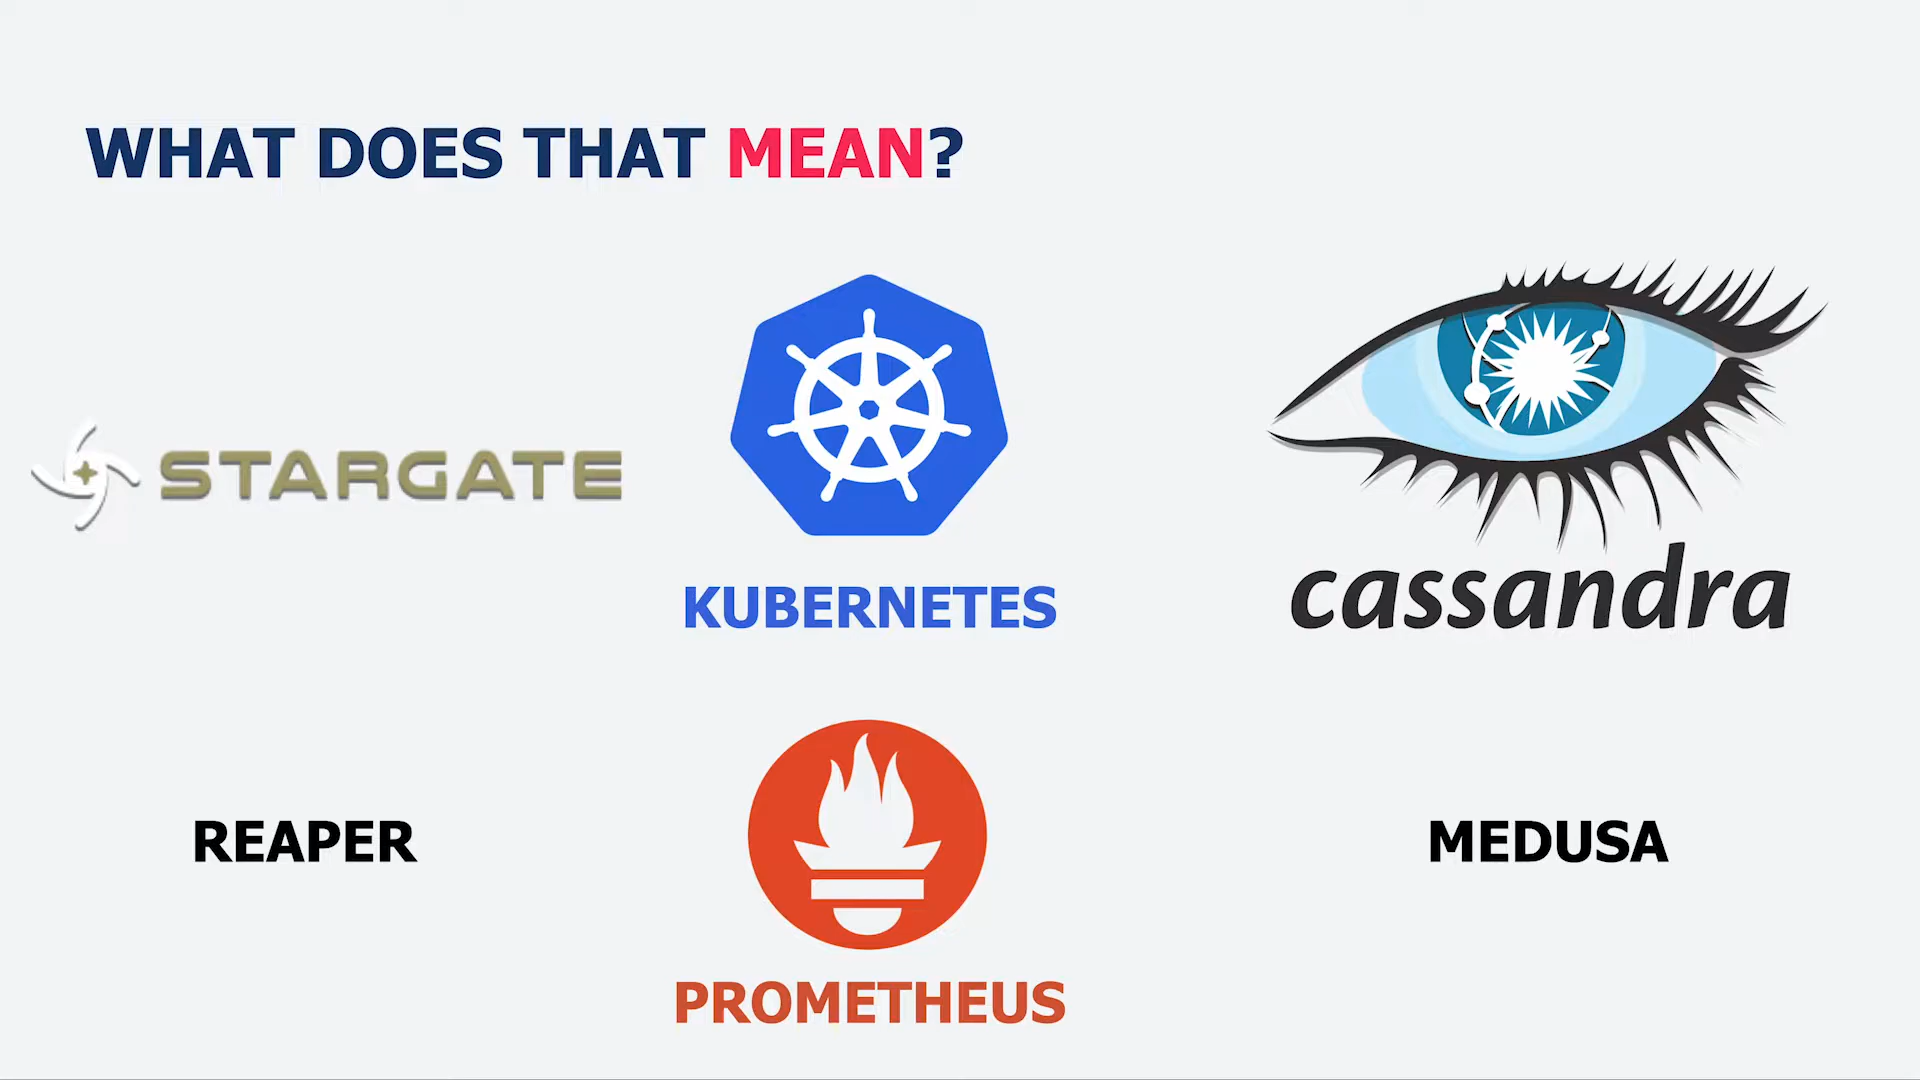 WHAT DOES THAT MEAN?
STARGATE
KUBERNETES
cassandra
REAPER
PROMETHEUS
MEDUSA